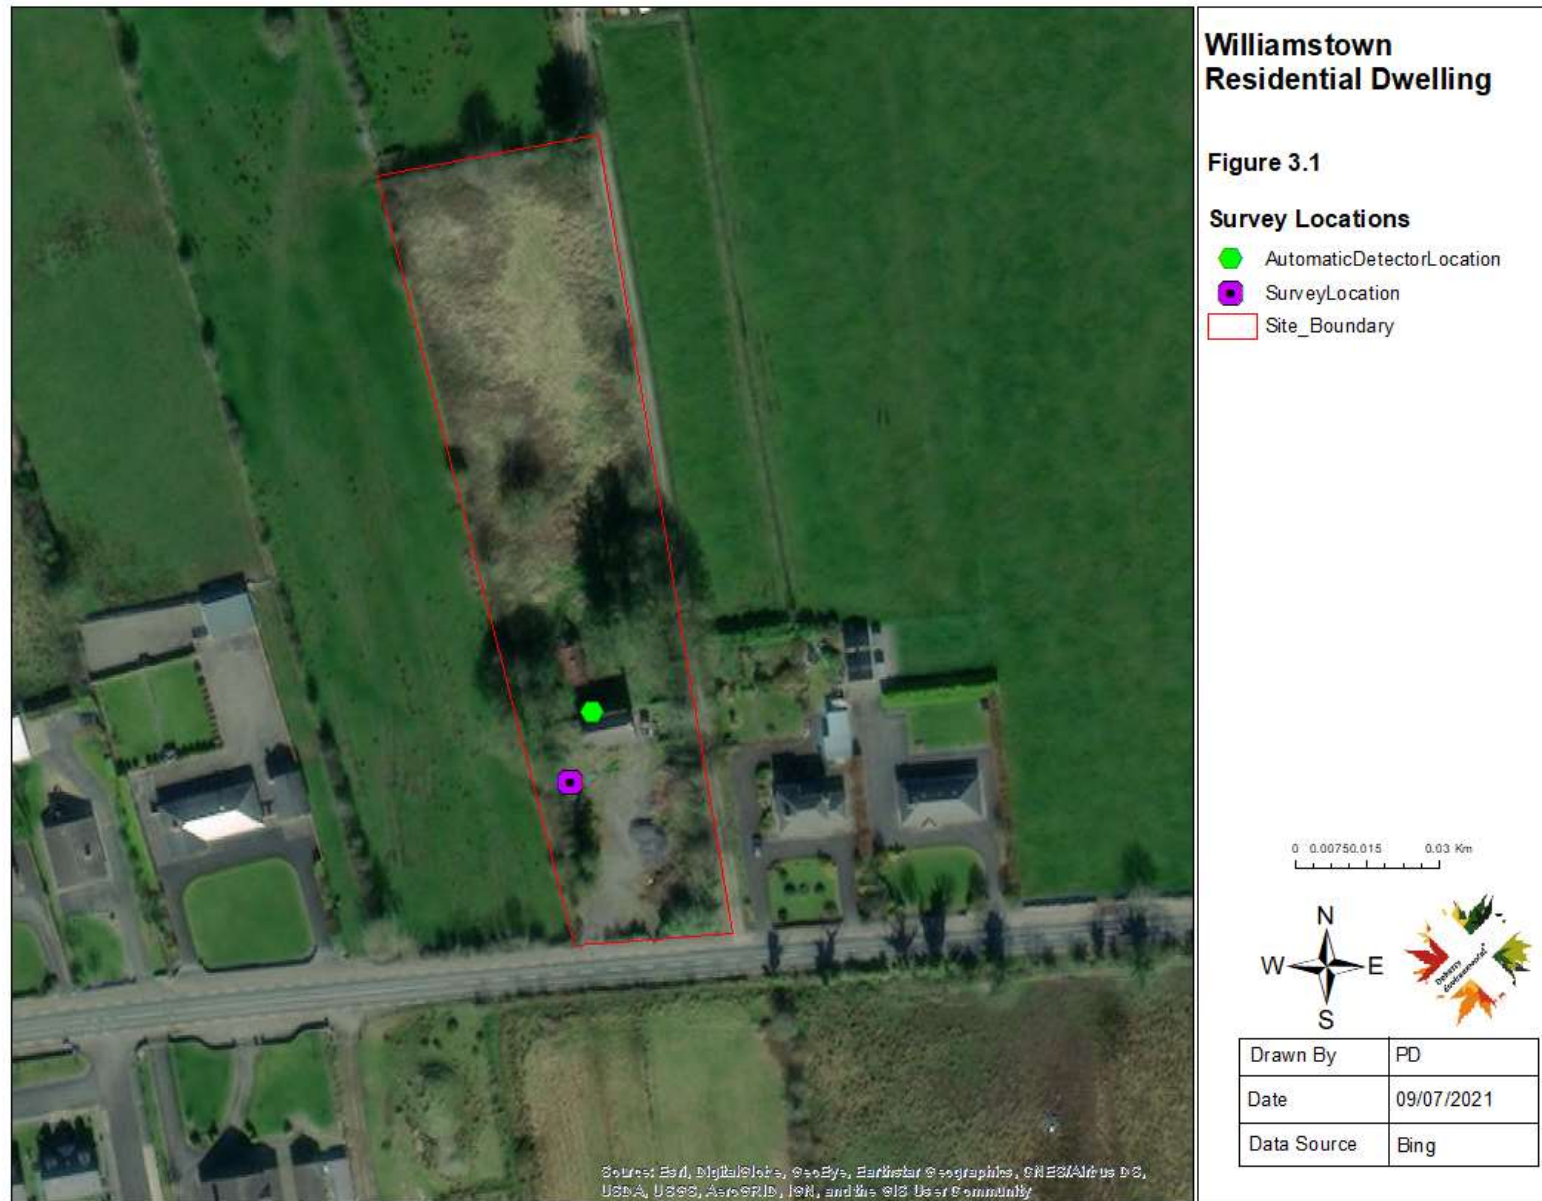 Williamstown
Residential Dwelling
Figure 3.1
Survey Locations
AutomaticDetectorLocation
SurveyLocation
Site_Boundary
0 0.00750.015 0.03 Km
N
W E
S
Debussy
Environmental
Drawn By PD
Date 09/07/2021
Data Source Bing
Source: Esri, DigitalGlobe, GeoEye, Earthstar Geographics, CNES/Airbus DS,
USDA, USGS, AeroGRID, IGN, and the GIS User Community